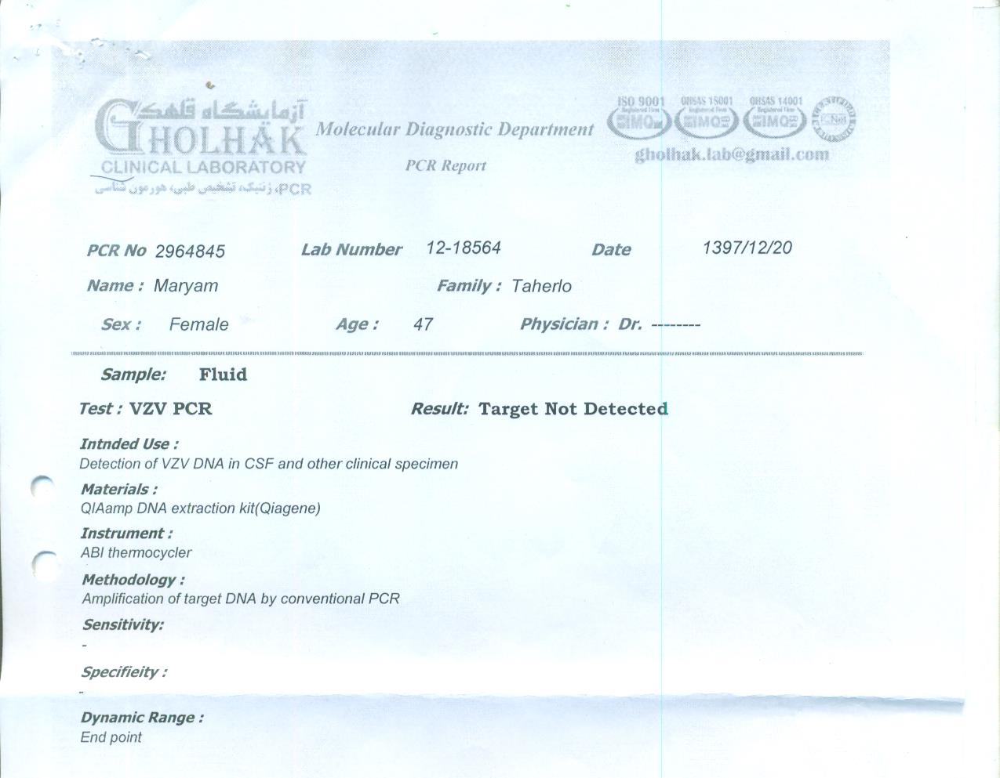 آزمایشگاه قلهک
GHOLHAK
CLINICAL LABORATORY
PCR، ژنتیک، تشخیص طبی، هورمون شناسی
Molecular Diagnostic Department
PCR Report
ISO 9001 OHSAS 18001 OHSAS 14001
gholhak.lab@gmail.com
PCR No 2964845 Lab Number 12-18564 Date 1397/12/20
Name : Maryam Family : Taherlo
Sex : Female Age : 47 Physician : Dr. --------
Sample: Fluid
Test : VZV PCR Result: Target Not Detected
Intnded Use :
Detection of VZV DNA in CSF and other clinical specimen
Materials :
QIAamp DNA extraction kit(Qiagene)
Instrument :
ABI thermocycler
Methodology :
Amplification of target DNA by conventional PCR
Sensitivity:
-
Specifieity :
-
Dynamic Range :
End point